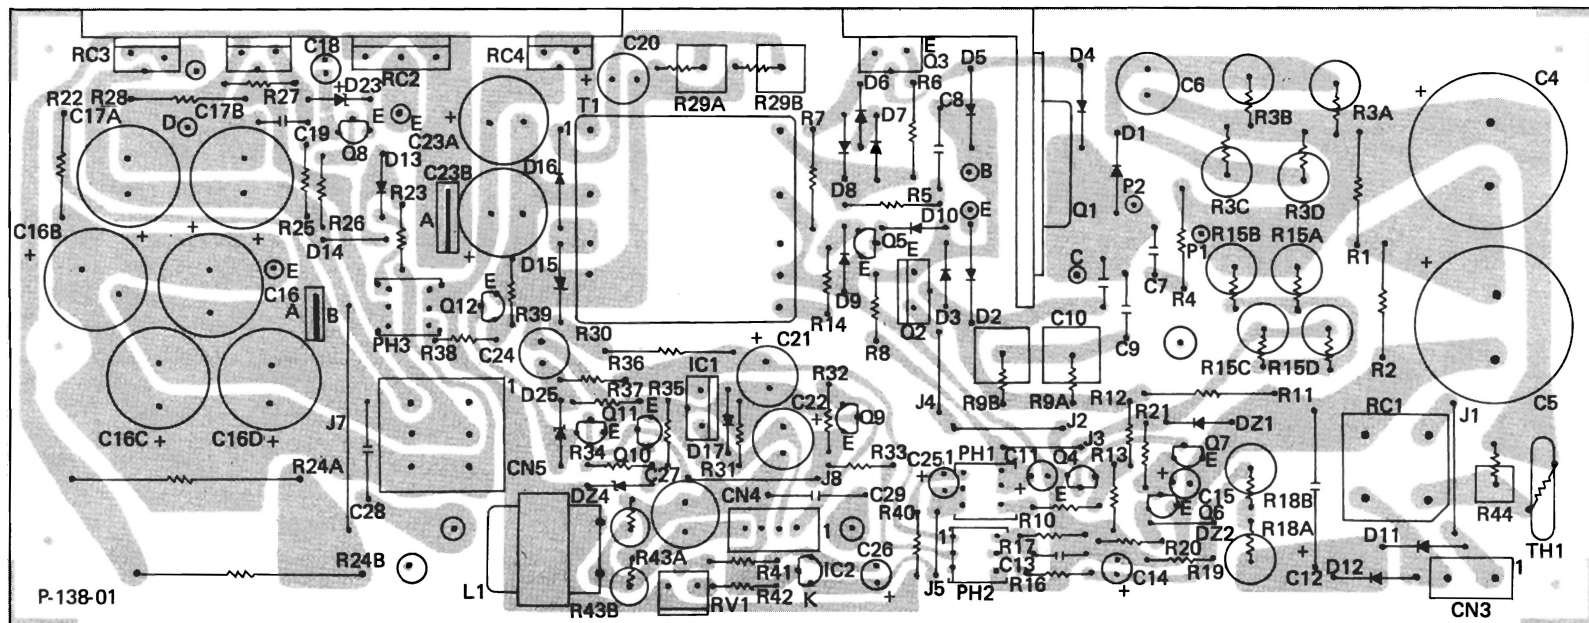 RC3
C18
RC2
RC4
C20
E
Q3
D5
D4
C6
C4
+
R22
R28
C17B
R27
D23
+
T1
+
R29A
R29B
D6
R6
C8
D7
R3B
R3A
+
C17A
D
C19
E
E
Q8
C23A
+
1
R7
D1
D13
C23B
D16
D8
R5
B
P2
R23
A
D10
E
Q1
R3C
R3D
C16B
+
+
+
+
R25
R26
D14
+
D15
Q5
E
E
P1
R15B
R15A
R1
+
E
C16
A
B
E
Q12
R39
R30
R14
D9
R8
Q2
D3
D2
C
C10
C7
R4
C9
PH3
R38
C24
R36
IC1
+
C21
R15C
R15D
R2
D25
R37
R35
R32
C22
+
J4
R9B
R9A
R12
R21
R11
J1
C5
1
J7
C16C +
C16D +
Q11
E
E
R34
Q10
D17
R31
Q9
E
J2
J3
DZ1
RC1
R24A
CN5
C27
J8
R33
C25
1
PH1
C11
+
Q4
E
R13
Q7
E
+
C28
DZ4
+
CN4
C29
R40
C15
E
Q6
R18B
R44
R24B
R43A
1
C26
1
R10
R17
DZ2
R18A
D11
TH1
R41
IC2
C13
R20
P-138-01
L1
R43B
RV1
R42
K
+
J5
PH2
R16
C14
+
R19
C12
+
D12
1
CN3